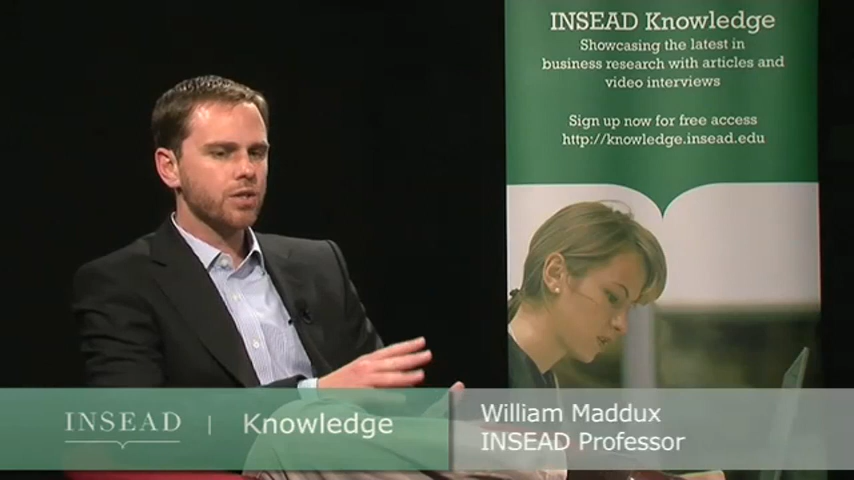 INSEAD Knowledge
Showcasing the latest in
business research with articles and
video interviews
Sign up now for free access
http://knowledge.insead.edu
INSEAD | Knowledge
William Maddux
INSEAD Professor